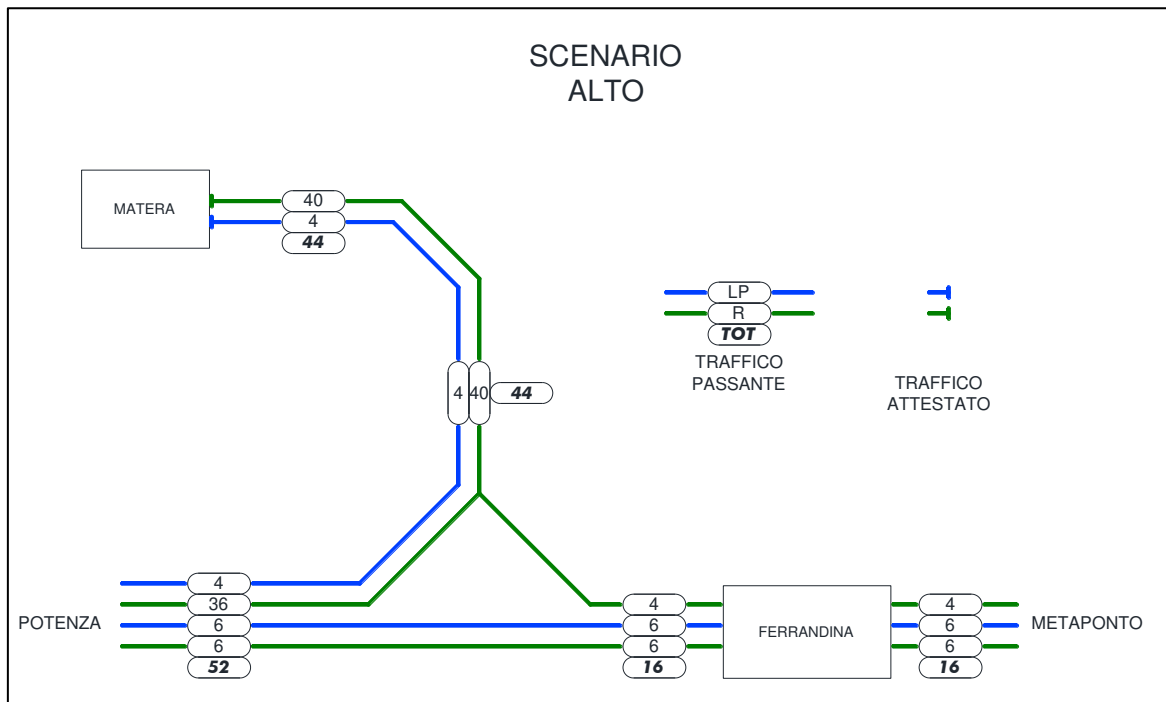 SCENARIO
ALTO
MATERA
40
4
44
LP
R
TOT
TRAFFICO
PASSANTE
TRAFFICO
ATTESTATO
4 40 44
POTENZA
4
36
6
6
52
4
6
6
16
FERRANDINA
4
6
6
16
METAPONTO